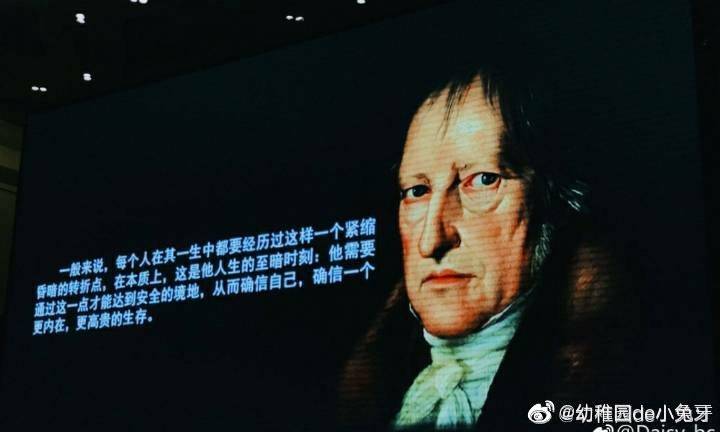 一般来说，每个人在其一生中都要经历过这样一个紧缩
昏暗的转折点，在本质上，这是他人生的至暗时刻：他需要
通过这一点才能达到安全的境地，从而确信自己，确信一个
更内在，更高贵的生存。
@幼稚园de小兔牙